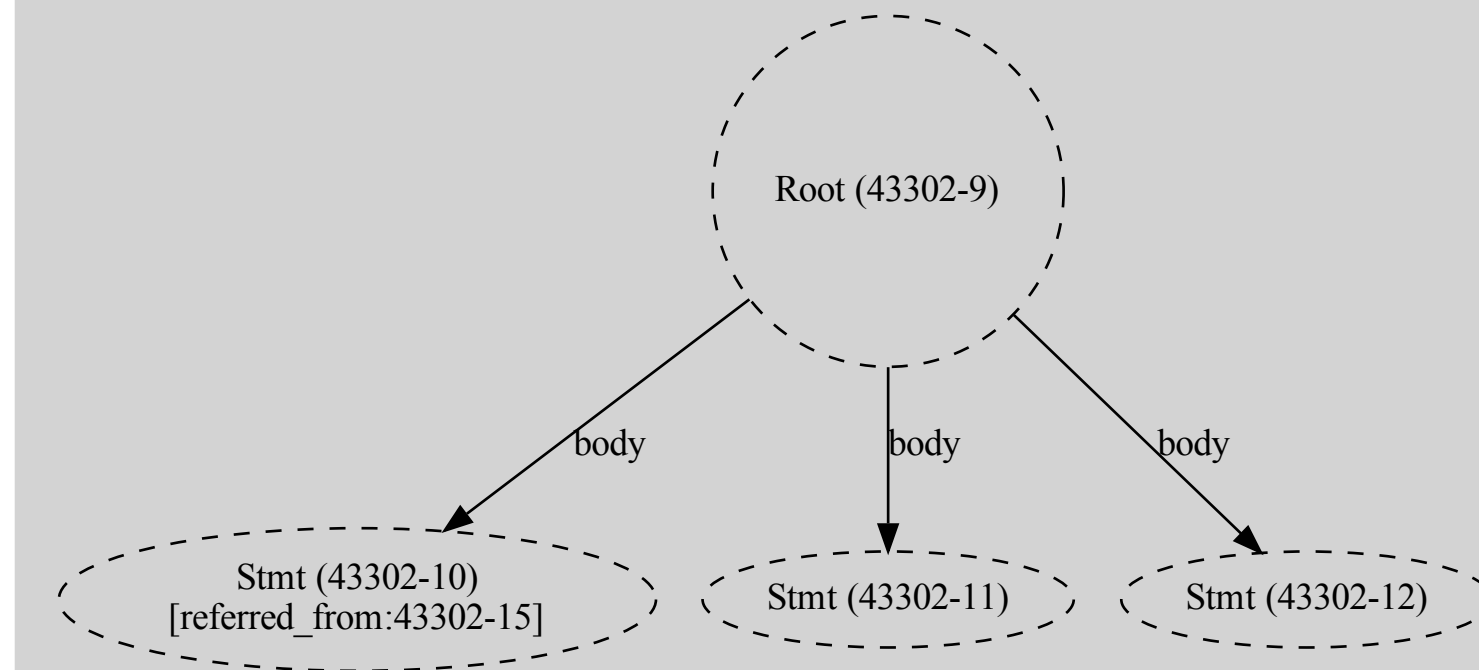 Root (43302-9)
body
body
body
Stmt (43302-10)
[referred_from:43302-15]
Stmt (43302-11)
Stmt (43302-12)